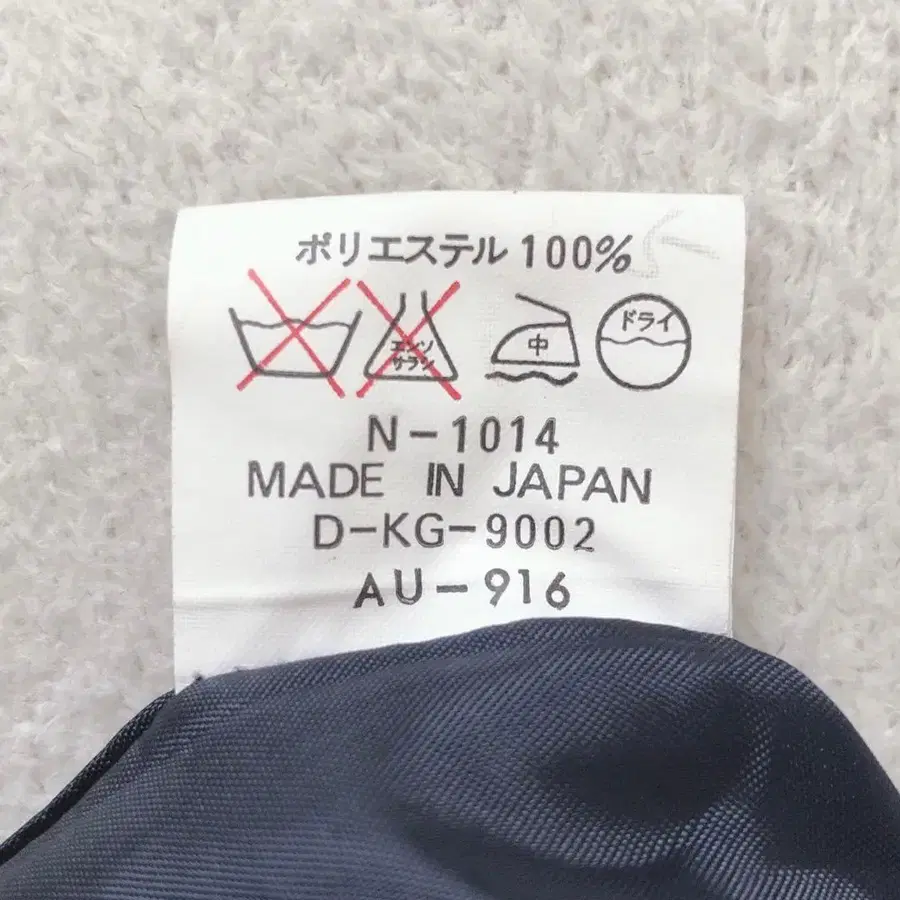 ポリエステル 100%
エンソ
サラシ
中
ドライ
N-1014
MADE IN JAPAN
D-KG-9002
AU-916